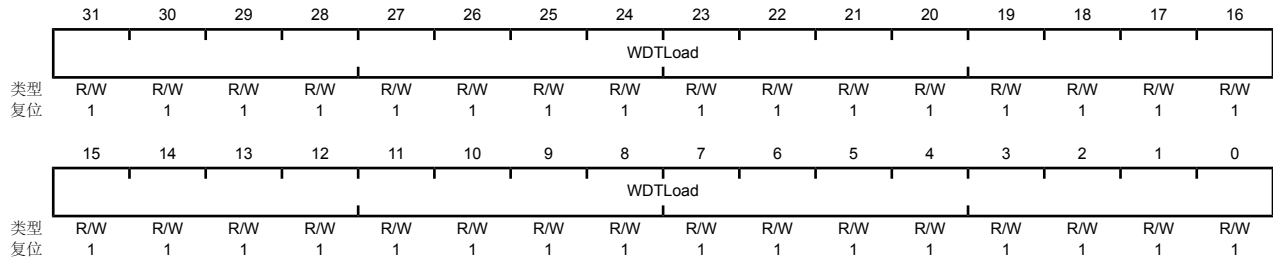 31 30 29 28 27 26 25 24 23 22 21 20 19 18 17 16
WDTLoad
类型 R/W R/W R/W R/W R/W R/W R/W R/W R/W R/W R/W R/W R/W R/W R/W R/W
复位 1 1 1 1 1 1 1 1 1 1 1 1 1 1 1 1
15 14 13 12 11 10 9 8 7 6 5 4 3 2 1 0
WDTLoad
类型 R/W R/W R/W R/W R/W R/W R/W R/W R/W R/W R/W R/W R/W R/W R/W R/W
复位 1 1 1 1 1 1 1 1 1 1 1 1 1 1 1 1